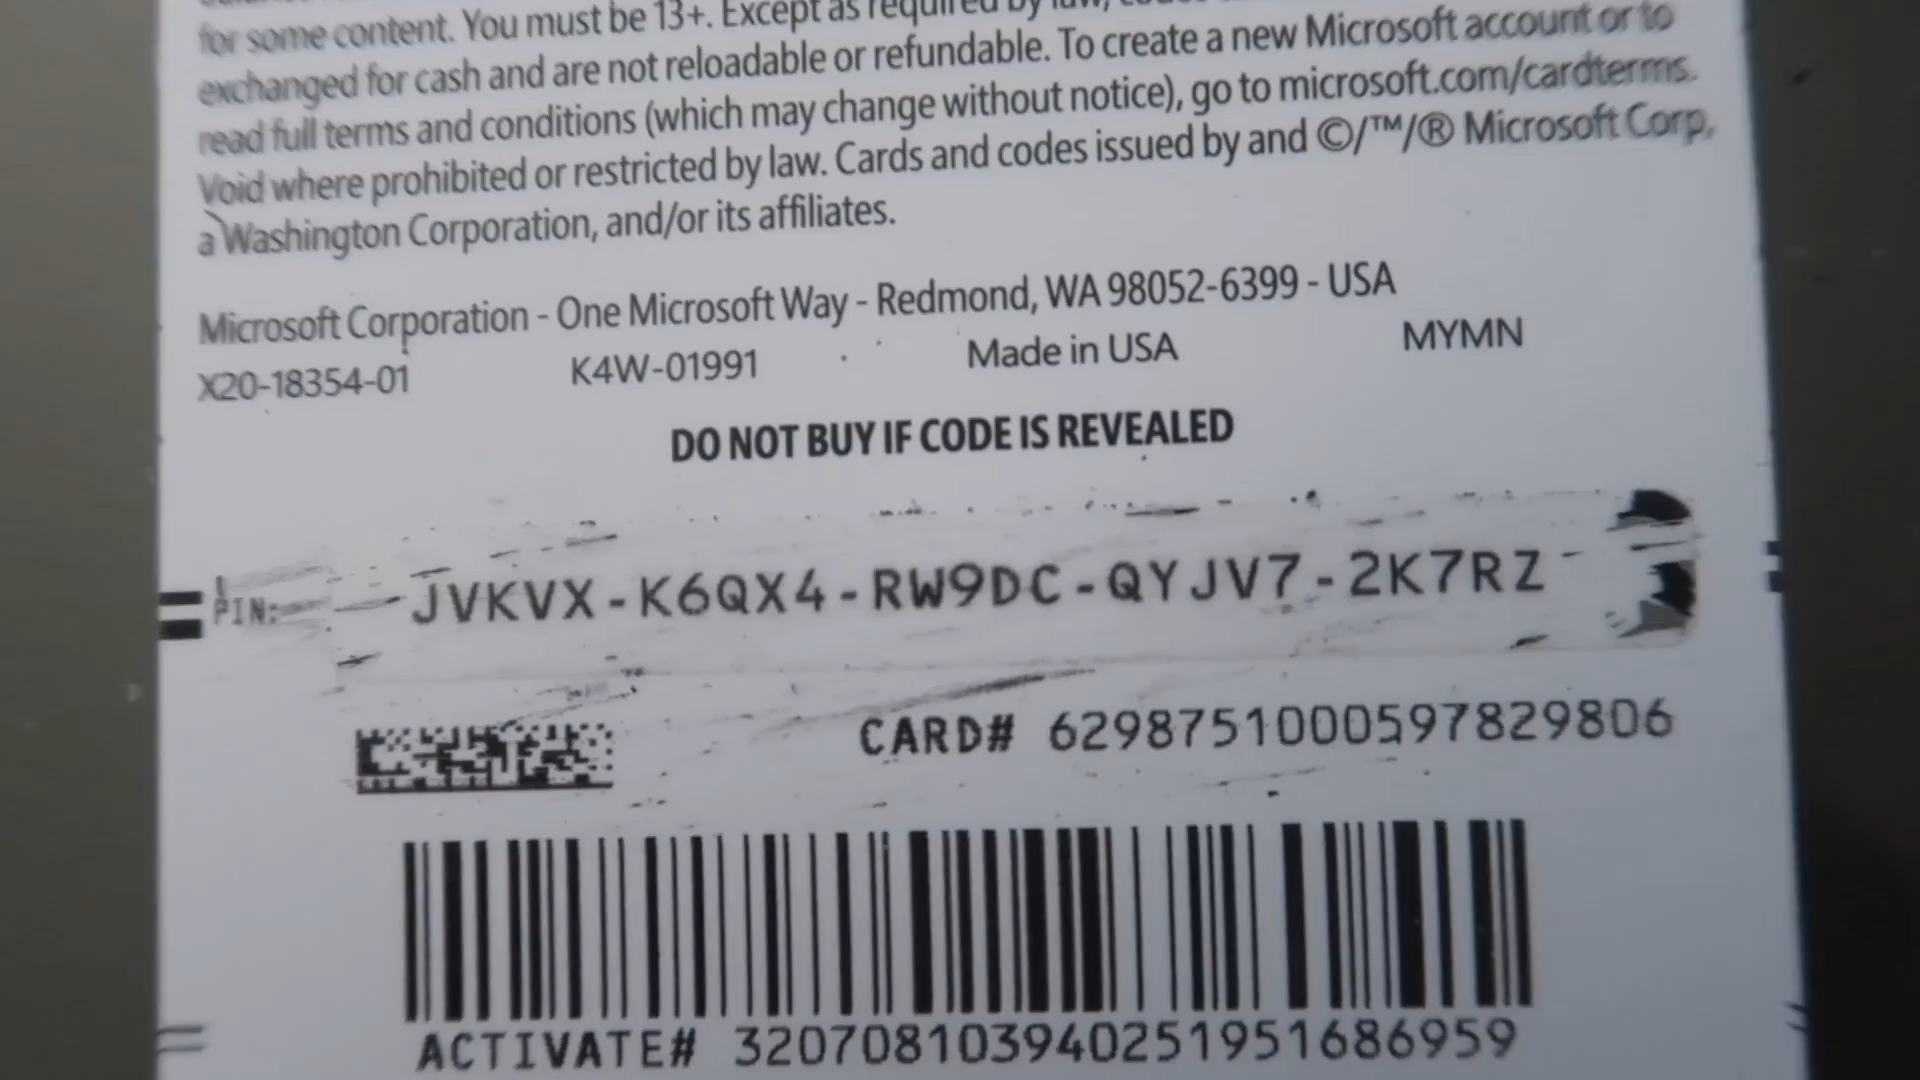 for some content. You must be 13+. Except as required by law,
exchanged for cash and are not reloadable or refundable. To create a new Microsoft account or to
read full terms and conditions (which may change without notice), go to microsoft.com/cardterms.
Void where prohibited or restricted by law. Cards and codes issued by and ©/™/® Microsoft Corp,
a Washington Corporation, and/or its affiliates.
Microsoft Corporation - One Microsoft Way - Redmond, WA 98052-6399 - USA
X20-18354-01 K4W-01991 Made in USA MYMN
DO NOT BUY IF CODE IS REVEALED
PIN: JVKVX-K6QX4-RW9DC-QYJV7-2K7RZ
CARD# 6298751000597829806
ACTIVATE# 320708103940251951686959